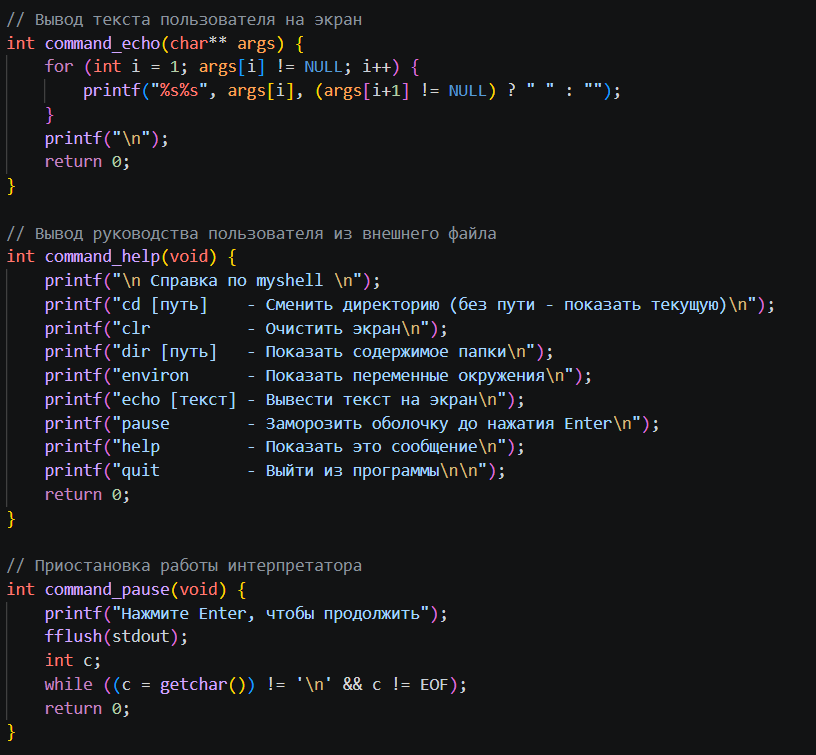 // Вывод текста пользователя на экран
int command_echo(char** args) {
    for (int i = 1; args[i] != NULL; i++) {
        printf("%s%s", args[i], (args[i+1] != NULL) ? " " : "");
    }
    printf("\n");
    return 0;
}

// Вывод руководства пользователя из внешнего файла
int command_help(void) {
    printf("\n Справка по myshell \n");
    printf("cd [путь]    - Сменить директорию (без пути - показать текущую)\n");
    printf("clr          - Очистить экран\n");
    printf("dir [путь]   - Показать содержимое папки\n");
    printf("environ      - Показать переменные окружения\n");
    printf("echo [текст] - Вывести текст на экран\n");
    printf("pause        - Заморозить оболочку до нажатия Enter\n");
    printf("help         - Показать это сообщение\n");
    printf("quit         - Выйти из программы\n\n");
    return 0;
}

// Приостановка работы интерпретатора
int command_pause(void) {
    printf("Нажмите Enter, чтобы продолжить");
    fflush(stdout);
    int c;
    while ((c = getchar()) != '\n' && c != EOF);
    return 0;
}